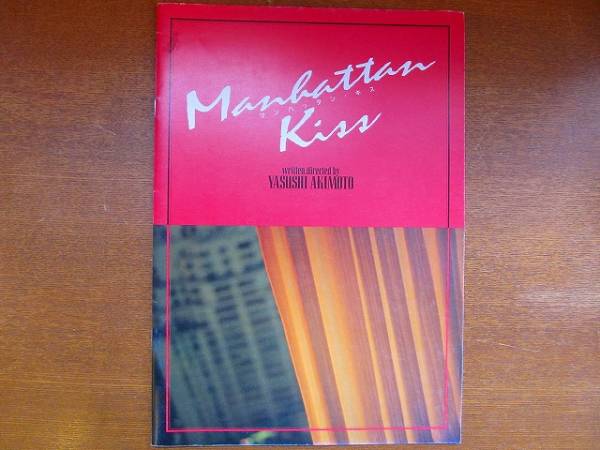 Manhattan
マンハッタン・キス
Kiss
written.directed by
YASUSHI AKIMOTO